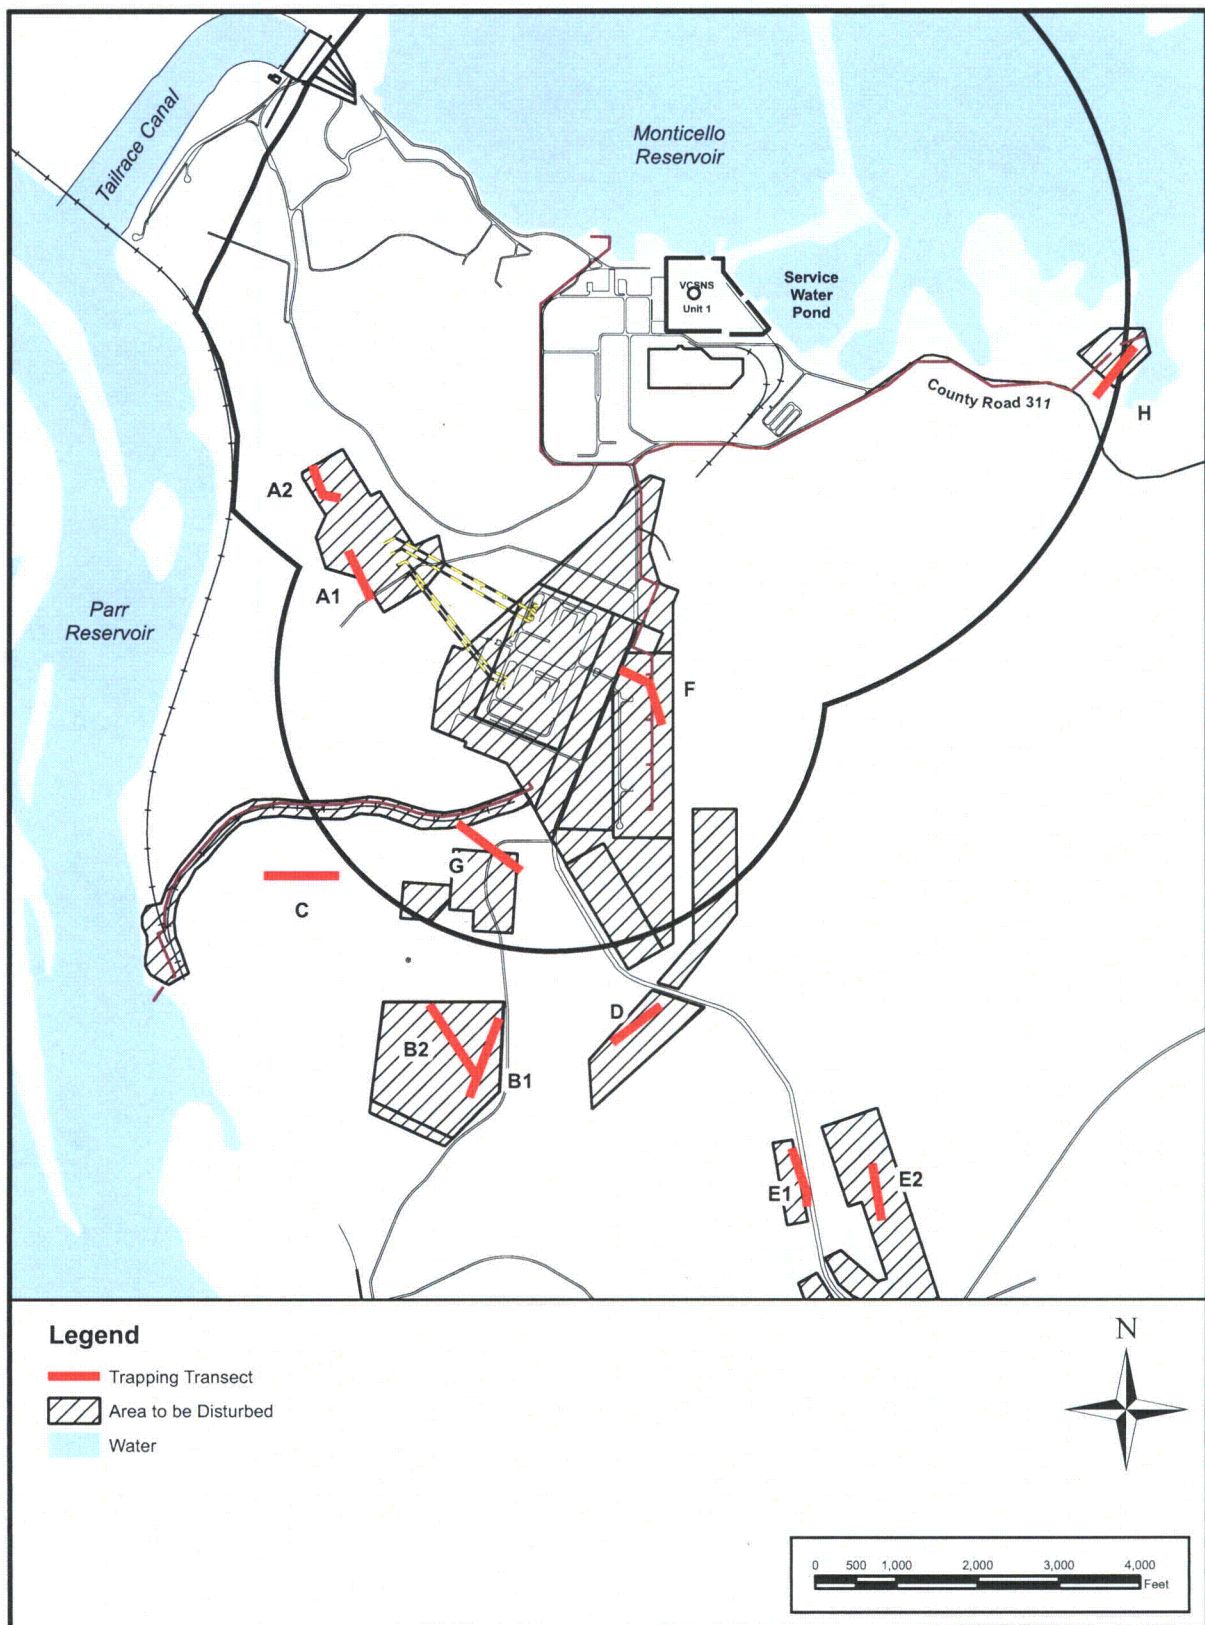 Tailrace Canal
Monticello
Reservoir
VCSNS
Unit 1
Service
Water
Pond
County Road 311
H
A2
A1
Parr
Reservoir
F
G
C
D
B2
B1
E1
E2
Legend
Trapping Transect
Area to be Disturbed
Water
N
0 500 1,000 2,000 3,000 4,000
Feet